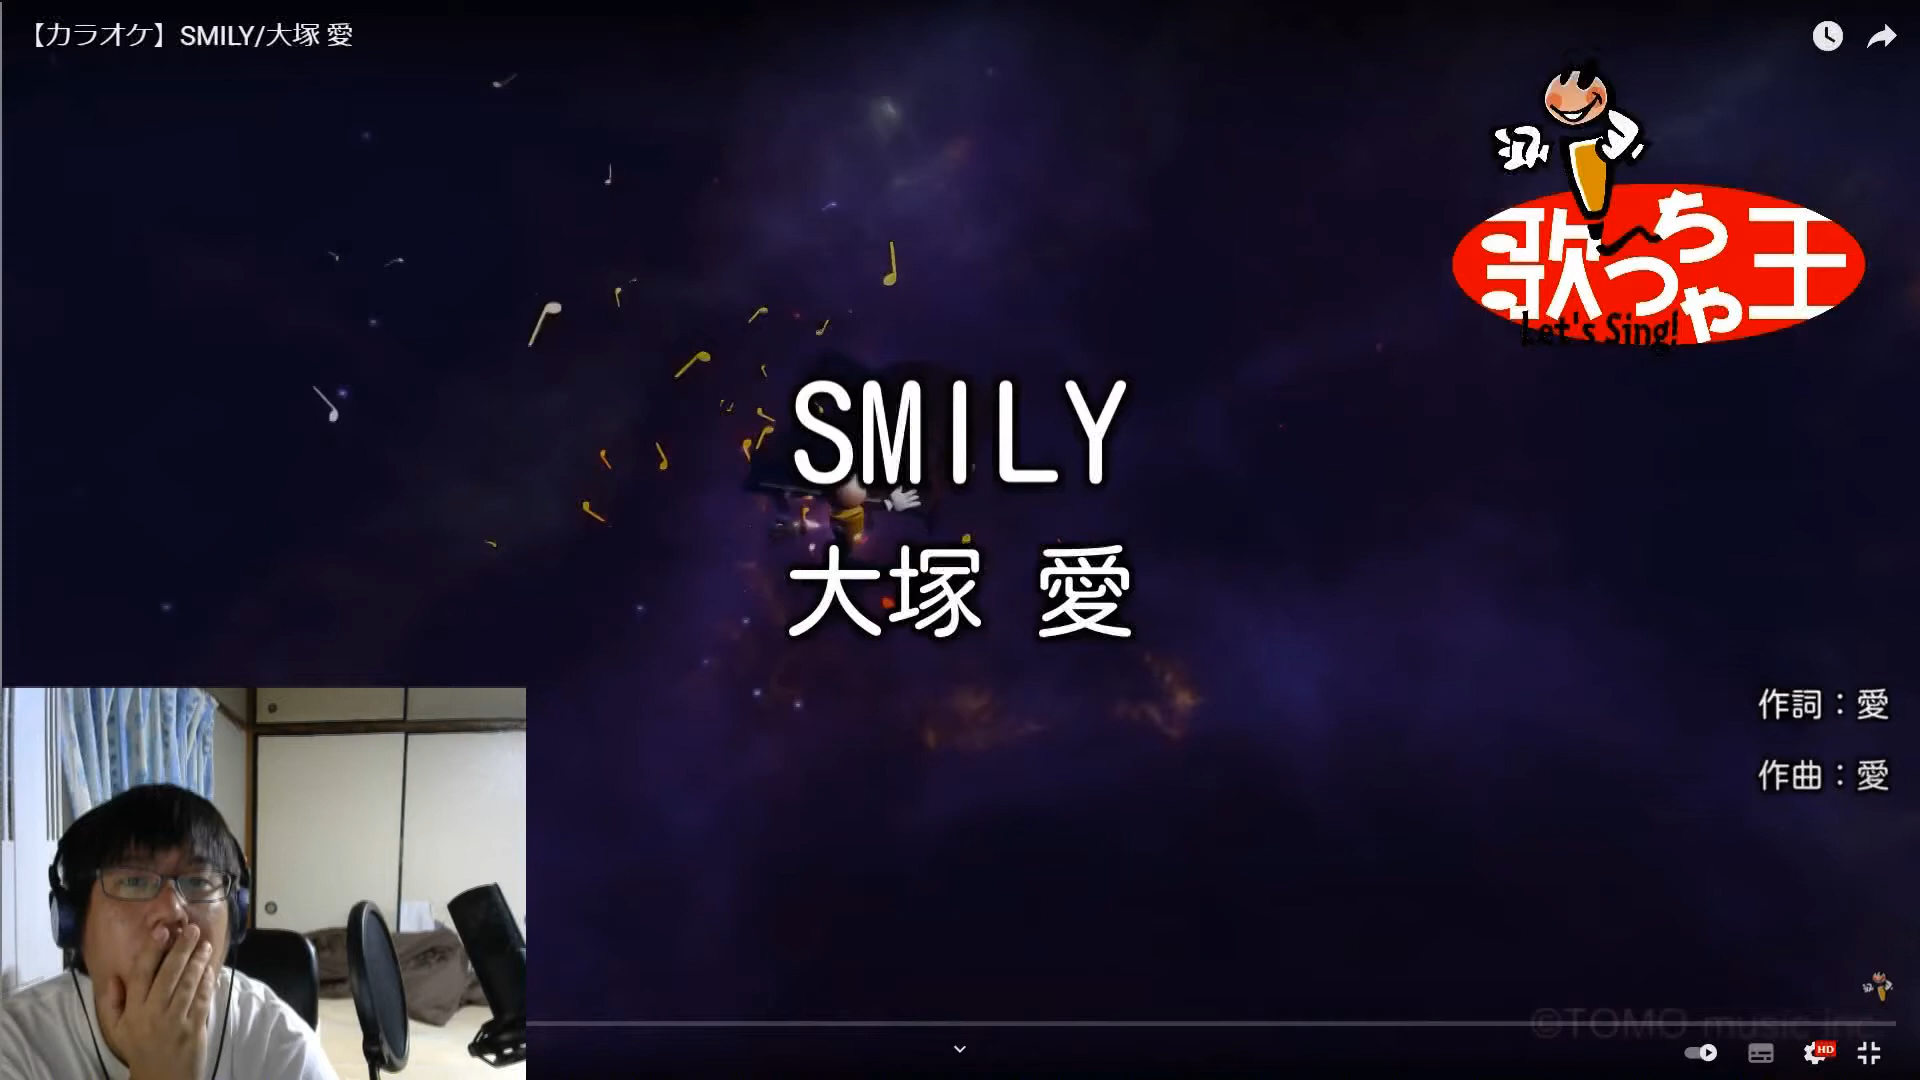 【カラオケ】SMILY/大塚 愛
歌っちゃ王
Let's Sing!
SMILY
大塚 愛
作詞：愛
作曲：愛
©TOMO music inc.
HD